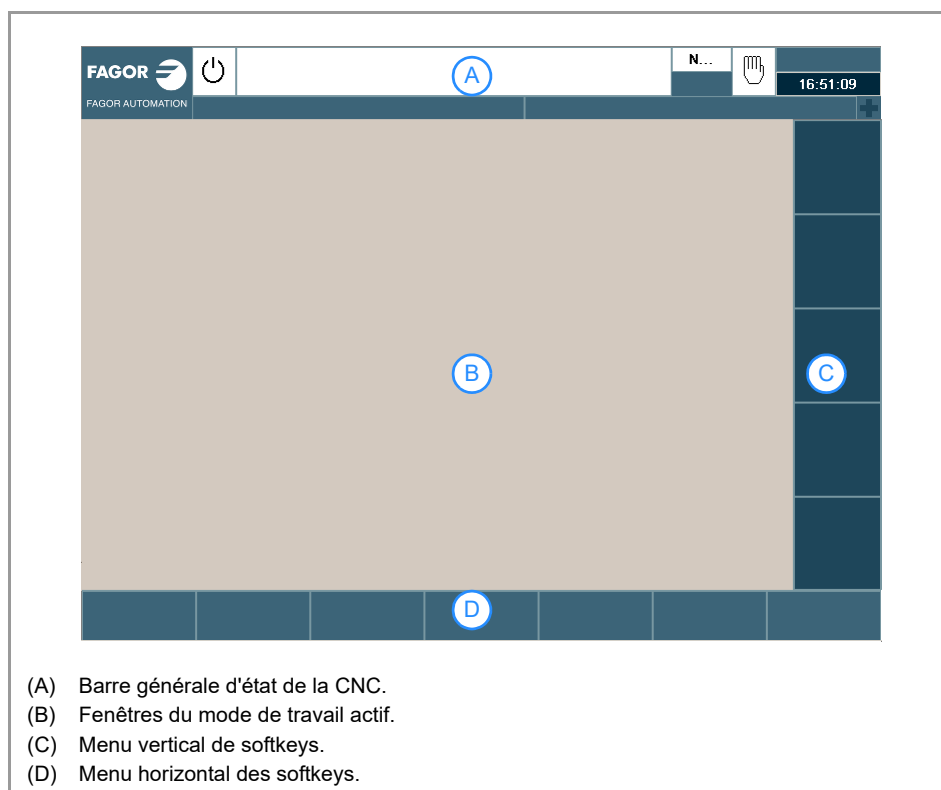 FAGOR
FAGOR AUTOMATION
A
N...
16:51:09
B
C
D
(A) Barre générale d'état de la CNC.
(B) Fenêtres du mode de travail actif.
(C) Menu vertical de softkeys.
(D) Menu horizontal des softkeys.